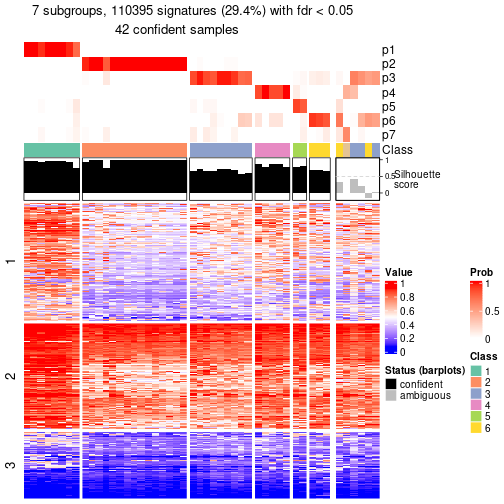 7 subgroups, 110395 signatures (29.4%) with fdr < 0.05
42 confident samples
p1
p2
p3
p4
p5
p6
p7
Class
1
0.5
0
Silhouette
score
1
2
3
Value
1
0.8
0.6
0.4
0.2
0
Status (barplots)
confident
ambiguous
Prob
1
0.5
0
Class
1
2
3
4
5
6